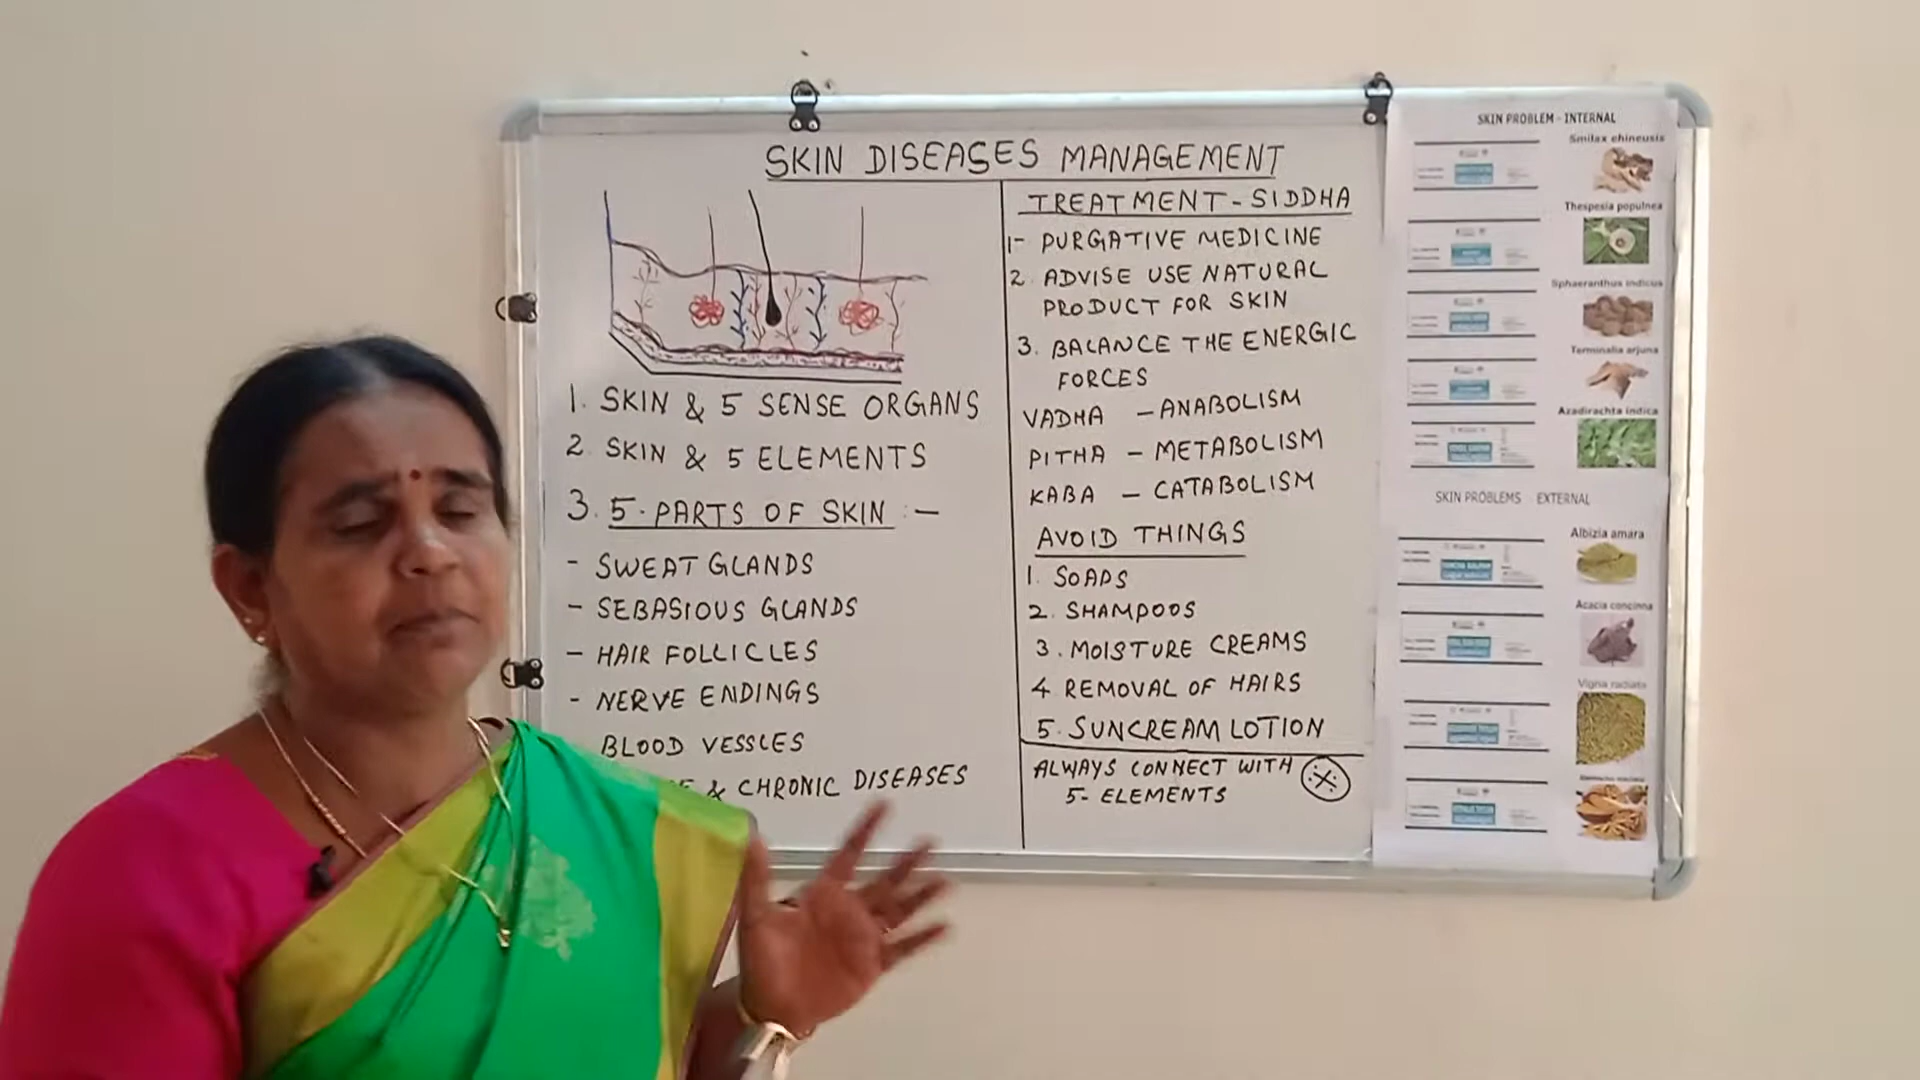 SKIN DISEASES MANAGEMENT
1. SKIN & 5 SENSE ORGANS
2. SKIN & 5 ELEMENTS
3. 5. PARTS OF SKIN : —
- SWEAT GLANDS
- SEBASIOUS GLANDS
- HAIR FOLLICLES
- NERVE ENDINGS
BLOOD VESSLES
& CHRONIC DISEASES
TREATMENT - SIDDHA
1- PURGATIVE MEDICINE
2. ADVISE USE NATURAL
PRODUCT FOR SKIN
3. BALANCE THE ENERGIC
FORCES
VADHA - ANABOLISM
PITHA - METABOLISM
KABA - CATABOLISM
AVOID THINGS
1. SOAPS
2. SHAMPOOS
3. MOISTURE CREAMS
4 REMOVAL OF HAIRS
5. SUNCREAM LOTION
ALWAYS CONNECT WITH
5- ELEMENTS
SKIN PROBLEM - INTERNAL
Smilax chineusis
Thespesia populnea
Sphaeranthus indicus
Terminalia arjuna
Azadirachta indica
SKIN PROBLEMS EXTERNAL
Albizia amara
Acacia concinna
Vigna radiata